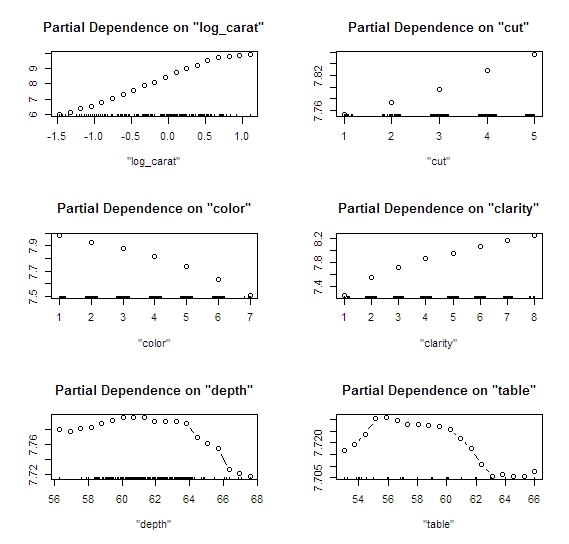 Partial Dependence on "log_carat"
6 8 9
-1.5 -1.0 -0.5 0.0 0.5 1.0
"log_carat"
Partial Dependence on "cut"
7.76 7.82
1 2 3 4 5
"cut"
Partial Dependence on "color"
7.5 7.7 7.9
1 2 3 4 5 6 7
"color"
Partial Dependence on "clarity"
7.4 7.8 8.2
1 2 3 4 5 6 7 8
"clarity"
Partial Dependence on "depth"
7.72 7.76
56 58 60 62 64 66 68
"depth"
Partial Dependence on "table"
7.705 7.720
54 56 58 60 62 64 66
"table"